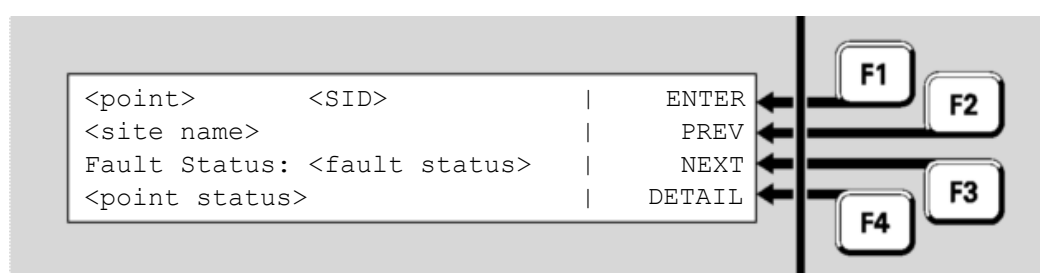 F1
<point> <SID> | ENTER
F2
<site name> | PREV
Fault Status: <fault status> | NEXT
<point status> | DETAIL
F3
F4